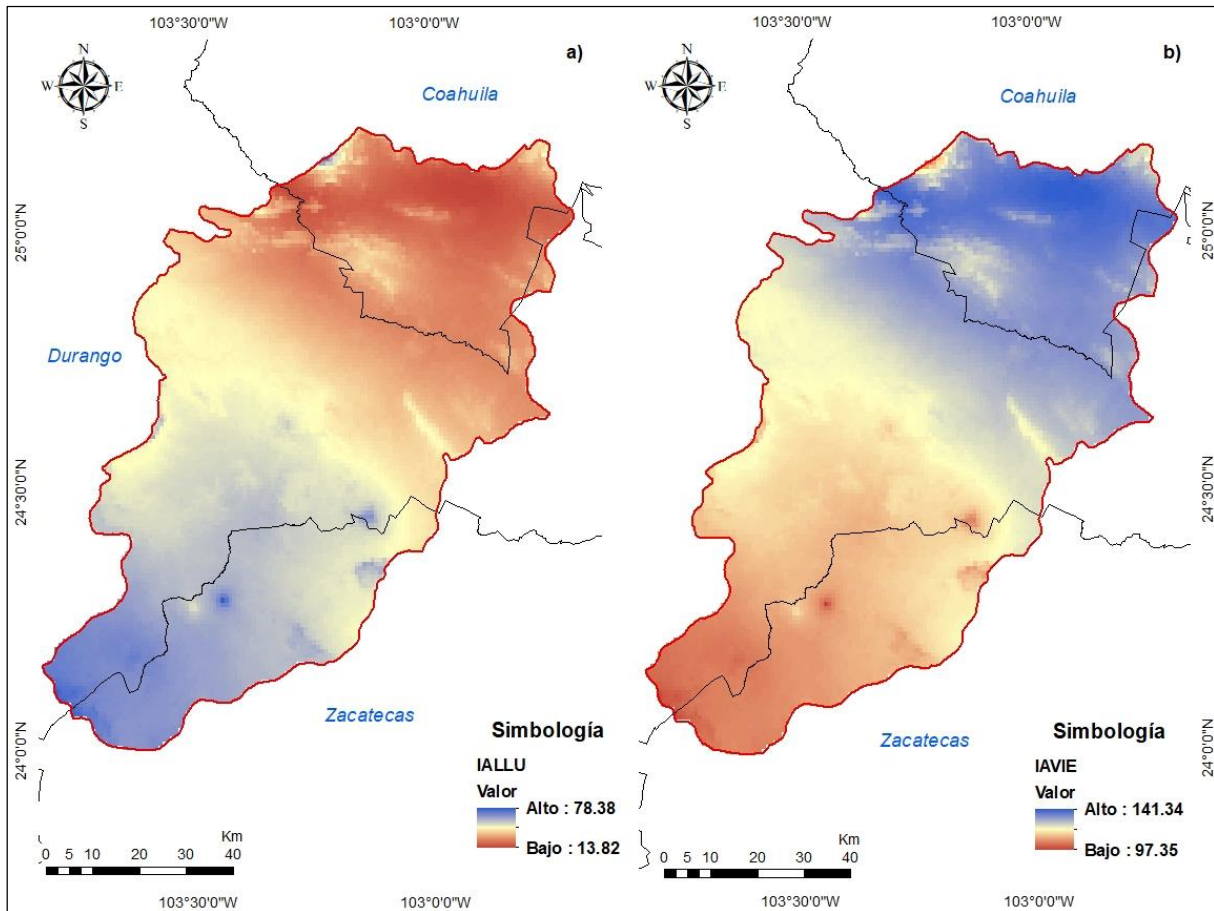 103°30'0"W
103°0'0"W
a)
N
W
E
S
Coahuila
Durango
Zacatecas
25°0'0"N
24°30'0"N
24°0'0"N
Simbología
IALLU
Valor
Alto : 78.38
Bajo : 13.82
Km
0 5 10 20 30 40
103°30'0"W
103°0'0"W
103°30'0"W
103°0'0"W
b)
N
W
E
S
Coahuila
Zacatecas
25°0'0"N
24°30'0"N
24°0'0"N
Simbología
IAVIE
Valor
Alto : 141.34
Bajo : 97.35
Km
0 5 10 20 30 40
103°30'0"W
103°0'0"W